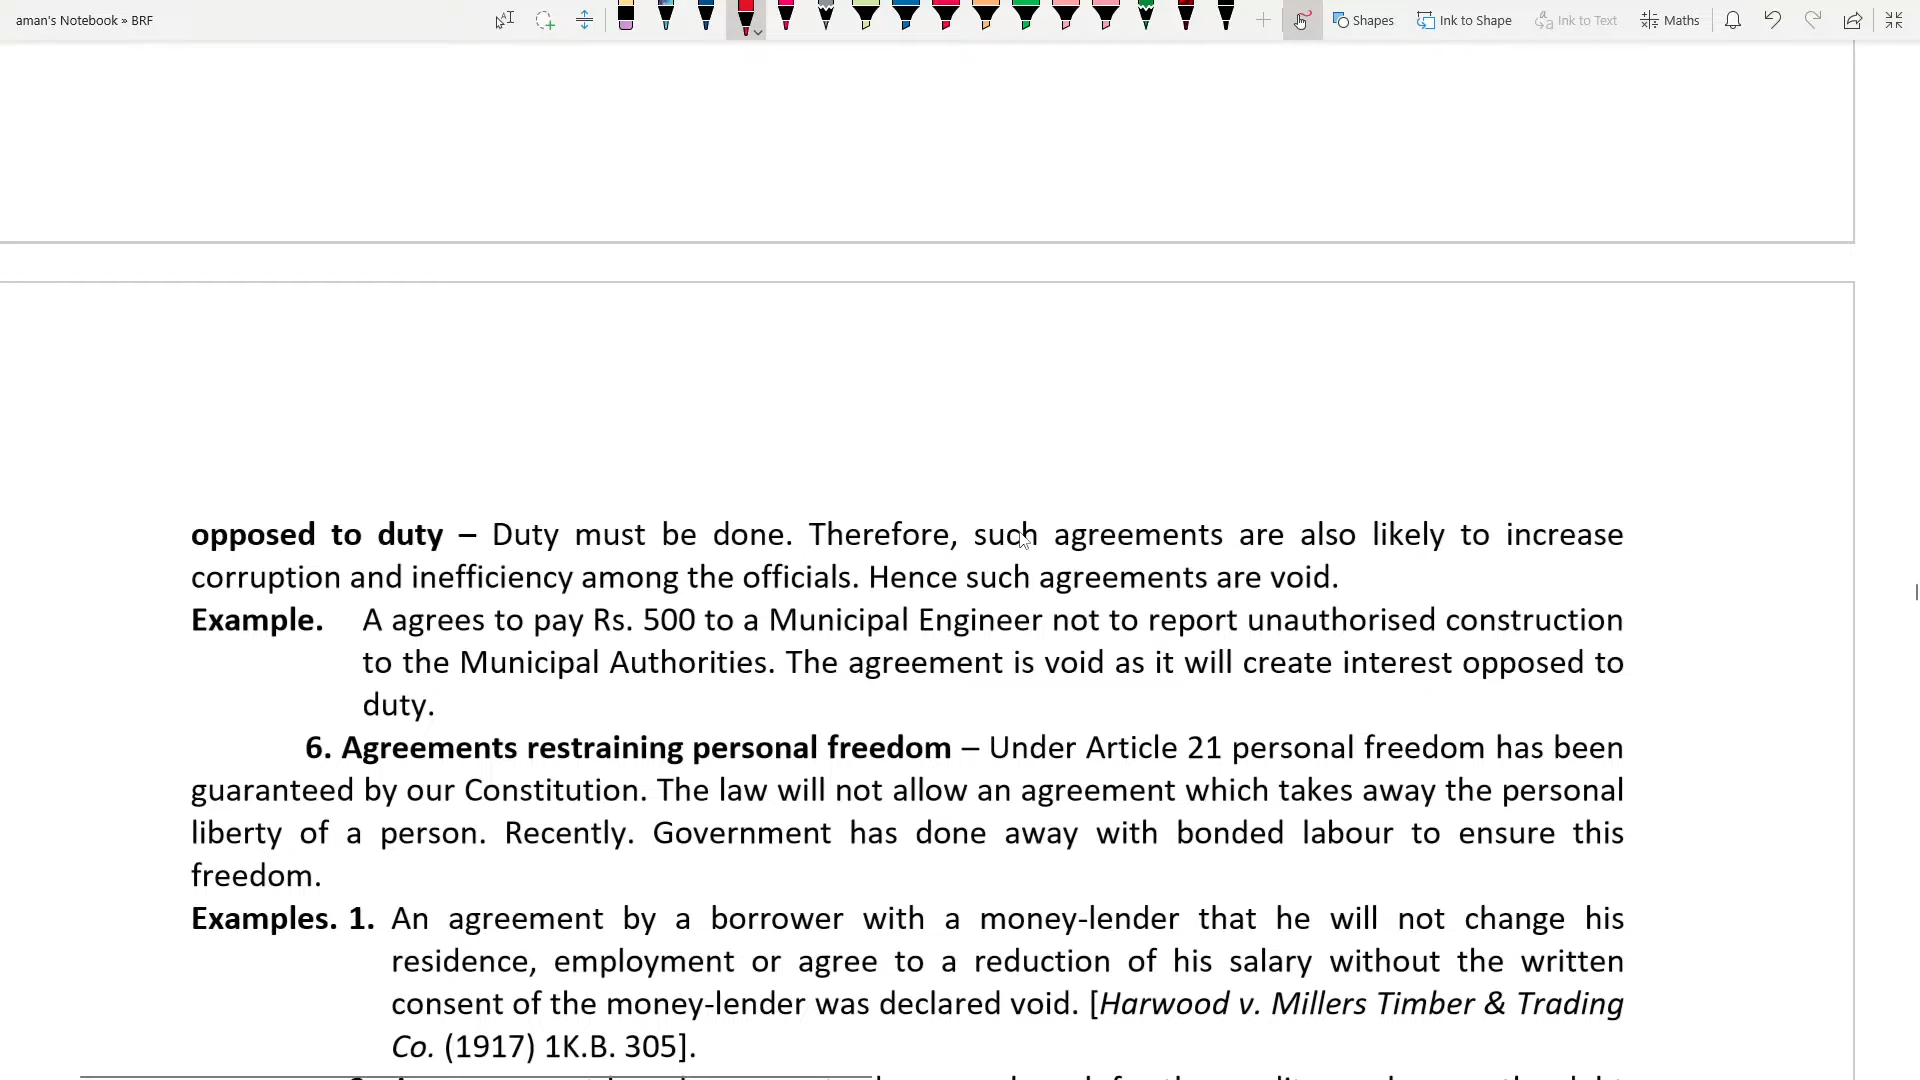 aman's Notebook » BRF
Shapes
Ink to Shape
Ink to Text
Maths
opposed to duty – Duty must be done. Therefore, such agreements are also likely to increase
corruption and inefficiency among the officials. Hence such agreements are void.
Example. A agrees to pay Rs. 500 to a Municipal Engineer not to report unauthorised construction
to the Municipal Authorities. The agreement is void as it will create interest opposed to
duty.
6. Agreements restraining personal freedom – Under Article 21 personal freedom has been
guaranteed by our Constitution. The law will not allow an agreement which takes away the personal
liberty of a person. Recently. Government has done away with bonded labour to ensure this
freedom.
Examples. 1. An agreement by a borrower with a money-lender that he will not change his
residence, employment or agree to a reduction of his salary without the written
consent of the money-lender was declared void. [Harwood v. Millers Timber & Trading
Co. (1917) 1K.B. 305].